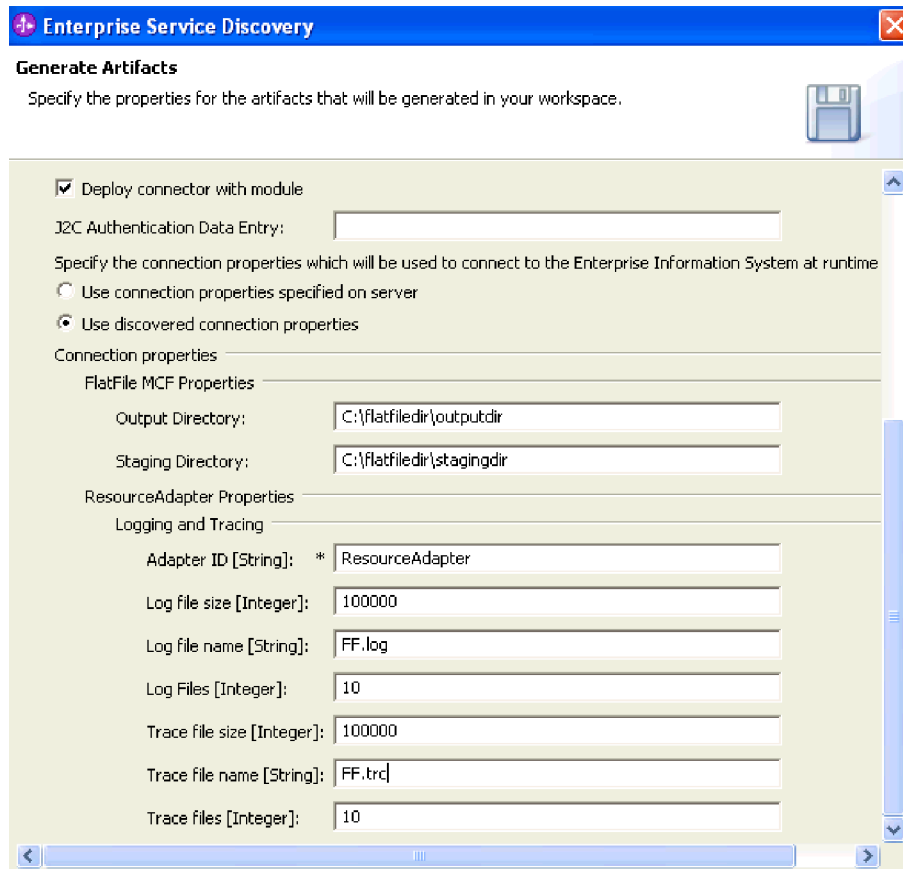 Enterprise Service Discovery
Generate Artifacts
Specify the properties for the artifacts that will be generated in your workspace.
Deploy connector with module
J2C Authentication Data Entry:
Specify the connection properties which will be used to connect to the Enterprise Information System at runtime
Use connection properties specified on server
Use discovered connection properties
Connection properties
FlatFile MCF Properties
Output Directory: C:\flatfiledir\outputdir
Staging Directory: C:\flatfiledir\stagingdir
ResourceAdapter Properties
Logging and Tracing
Adapter ID [String]: * ResourceAdapter
Log file size [Integer]: 100000
Log file name [String]: FF.log
Log Files [Integer]: 10
Trace file size [Integer]: 100000
Trace file name [String]: FF.trc
Trace files [Integer]: 10